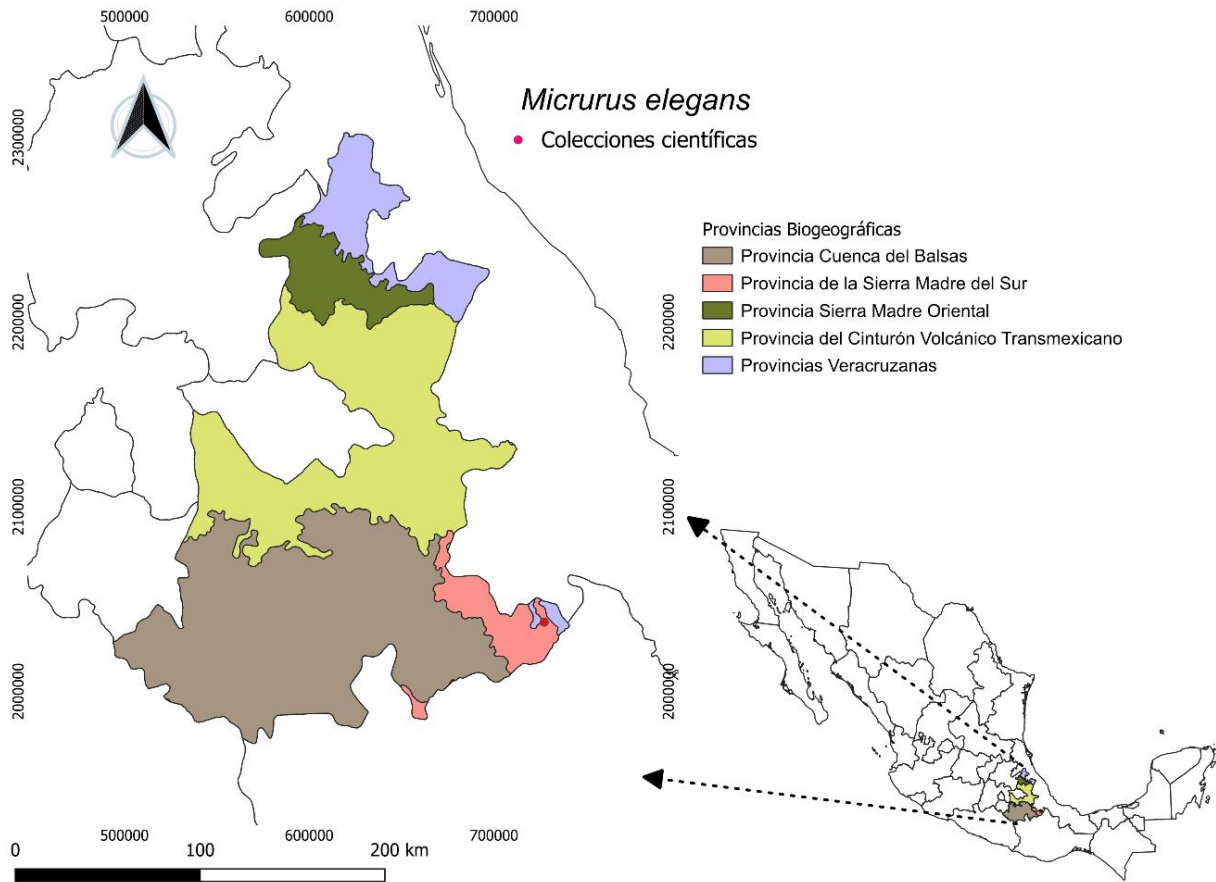 500000
600000
700000
2300000
Micrurus elegans
Colecciones científicas
Provincias Biogeográficas
Provincia Cuenca del Balsas
Provincia de la Sierra Madre del Sur
Provincia Sierra Madre Oriental
Provincia del Cinturón Volcánico Transmexicano
Provincias Veracruzanas
2200000
2200000
2100000
2100000
2000000
2000000
500000
600000
700000
0
100
200 km